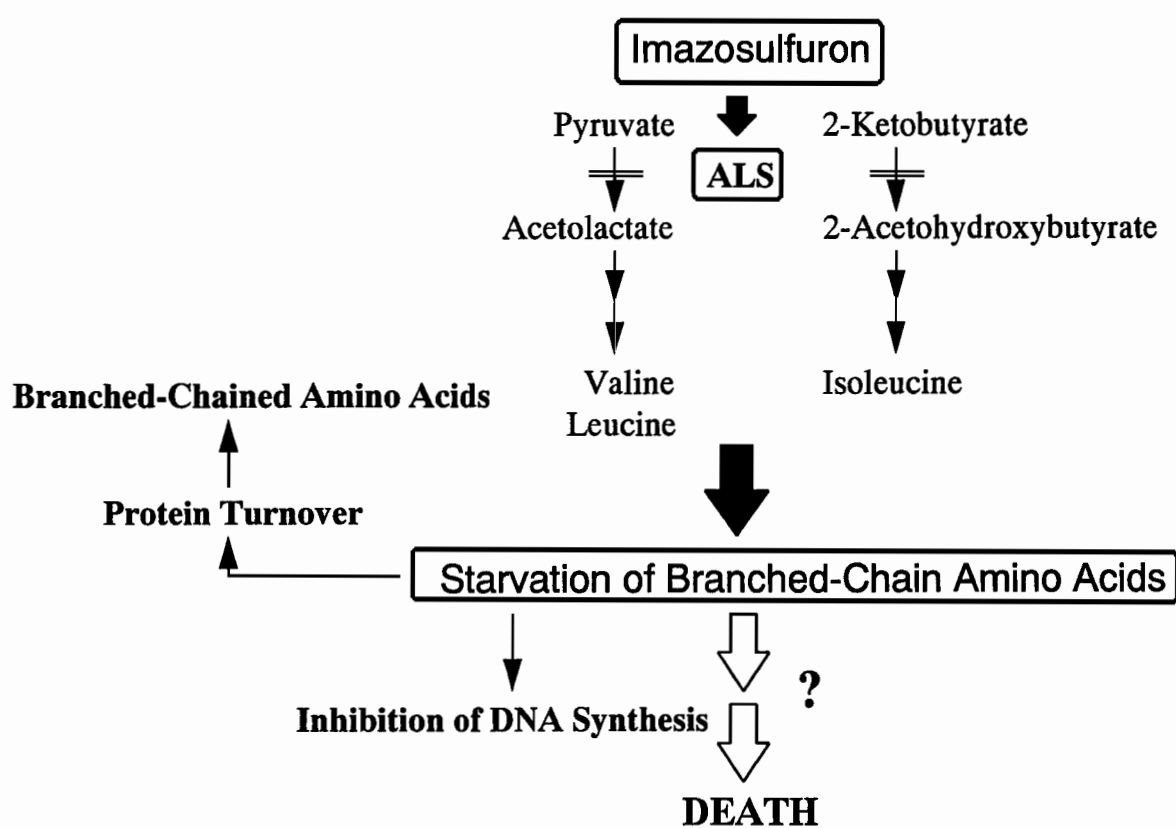 Imazosulfuron
Pyruvate
2-Ketobutyrate
ALS
Acetolactate
2-Acetohydroxybutyrate
Valine
Leucine
Isoleucine
Branched-Chained Amino Acids
Protein Turnover
Starvation of Branched-Chain Amino Acids
?
Inhibition of DNA Synthesis
DEATH